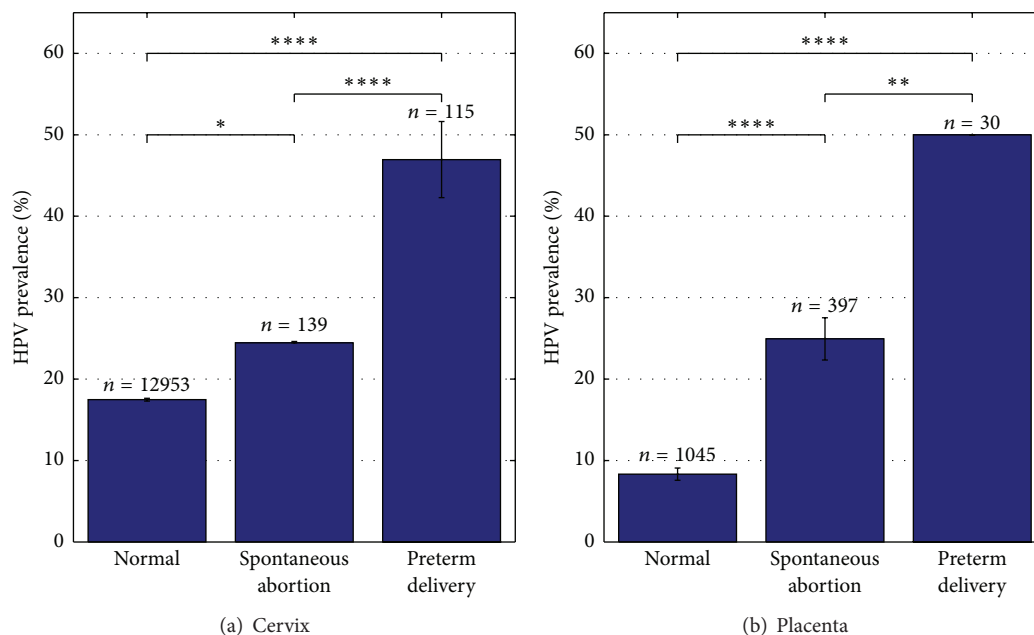 60
50
40
30
20
10
0
HPV prevalence (%)
****
****
*
n = 115
n = 139
n = 12953
Normal
Spontaneous
abortion
Preterm
delivery
(a) Cervix
60
50
40
30
20
10
0
HPV prevalence (%)
****
**
****
n = 30
n = 397
n = 1045
Normal
Spontaneous
abortion
Preterm
delivery
(b) Placenta